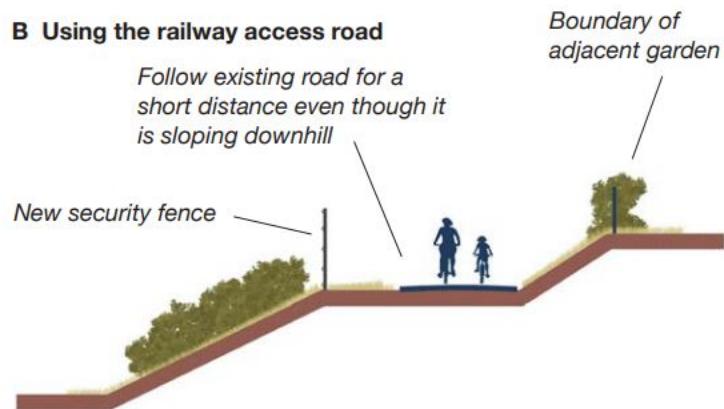 B Using the railway access road
Follow existing road for a
short distance even though it
is sloping downhill
Boundary of
adjacent garden
New security fence